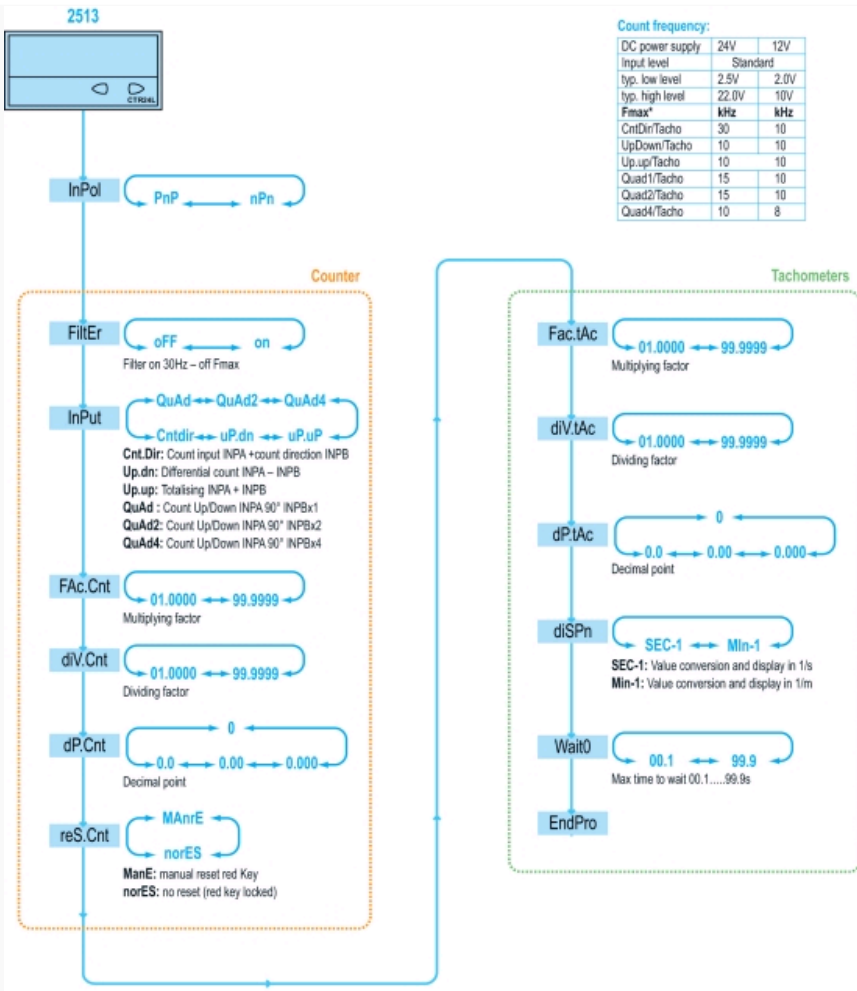 2513
CTR24L
Count frequency:
DC power supply 24V 12V
Input level Standard
typ. low level 2.5V 2.0V
typ. high level 22.0V 10V
Fmax* kHz kHz
CntDir/Tacho 30 10
UpDown/Tacho 10 10
Up.up/Tacho 10 10
Quad1/Tacho 15 10
Quad2/Tacho 15 10
Quad4/Tacho 10 8
InPol
PnP nPn
Counter
FiltEr
oFF on
Filter on 30Hz – off Fmax
InPut
QuAd QuAd2 QuAd4
Cntdir uP.dn uP.uP
Cnt.Dir: Count input INPA +count direction INPB
Up.dn: Differential count INPA – INPB
Up.up: Totalising INPA + INPB
QuAd : Count Up/Down INPA 90° INPBx1
QuAd2: Count Up/Down INPA 90° INPBx2
QuAd4: Count Up/Down INPA 90° INPBx4
FAc.Cnt
01.0000 99.9999
Multiplying factor
diV.Cnt
01.0000 99.9999
Dividing factor
dP.Cnt
0
0.0 0.00 0.000
Decimal point
reS.Cnt
MAnrE
norES
ManE: manual reset red Key
norES: no reset (red key locked)
Tachometers
Fac.tAc
01.0000 99.9999
Multiplying factor
diV.tAc
01.0000 99.9999
Dividing factor
dP.tAc
0
0.0 0.00 0.000
Decimal point
diSPn
SEC-1 MIn-1
SEC-1: Value conversion and display in 1/s
Min-1: Value conversion and display in 1/m
Wait0
00.1 99.9
Max time to wait 00.1.....99.9s
EndPro